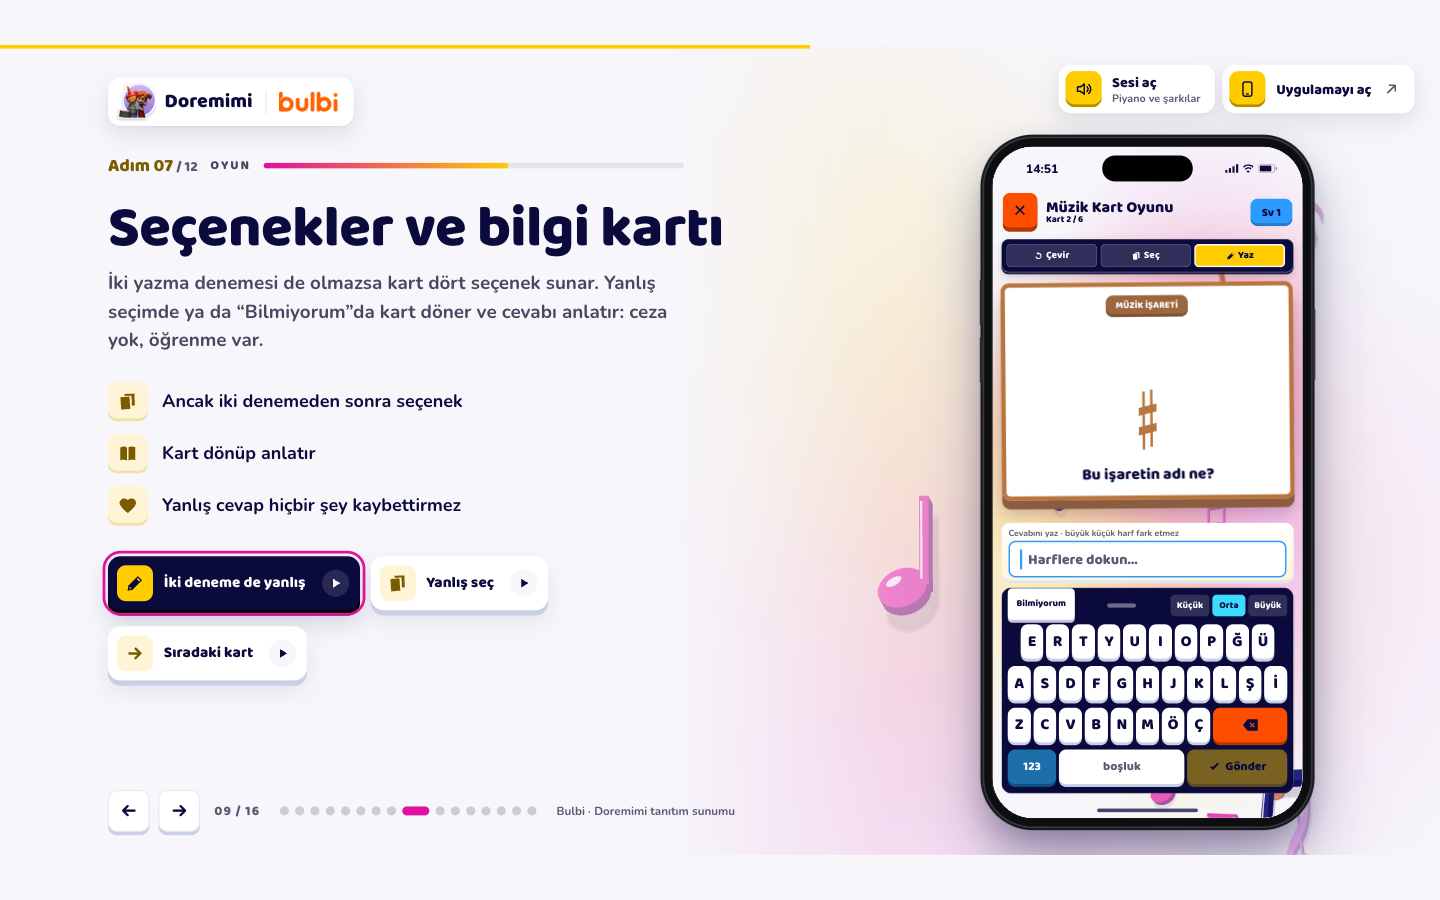 Doremimi
bulbi
Sesi aç
Piyano ve şarkılar
Uygulamayı aç
Adım 07 / 12 OYUN
Seçenekler ve bilgi kartı
İki yazma denemesi de olmazsa kart dört seçenek sunar. Yanlış
seçimde ya da “Bilmiyorum”da kart döner ve cevabı anlatır: ceza
yok, öğrenme var.
Ancak iki denemeden sonra seçenek
Kart dönüp anlatır
Yanlış cevap hiçbir şey kaybettirmez
İki deneme de yanlış
Yanlış seç
Sıradaki kart
09 / 16
Bulbi · Doremimi tanıtım sunumu
14:51
Müzik Kart Oyunu
Kart 2 / 6
Sv 1
Çevir
Seç
Yaz
MÜZİK İŞARETİ
Bu işaretin adı ne?
Cevabını yaz · büyük küçük harf fark etmez
Harflere dokun...
Bilmiyorum
Küçük Orta Büyük
E R T Y U I O P Ğ Ü
A S D F G H J K L Ş İ
Z C V B N M Ö Ç
123 boşluk Gönder